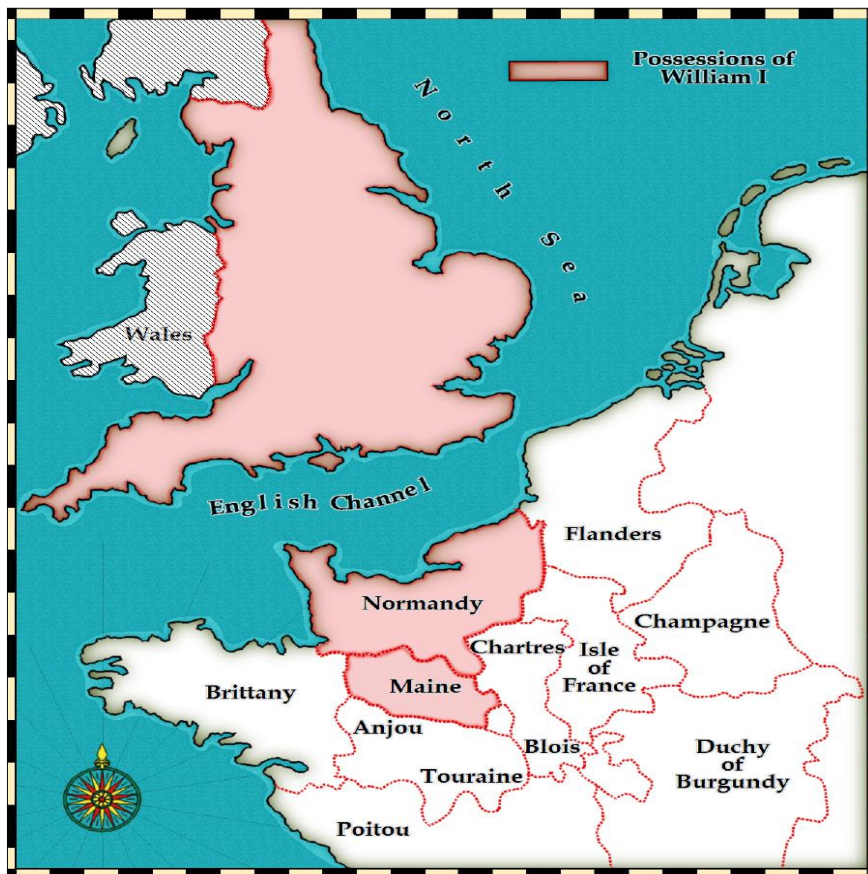 Possessions of
William I
North Sea
Wales
English Channel
Flanders
Normandy
Champagne
Chartres
Isle
of
France
Brittany
Maine
Anjou
Blois
Duchy
of
Burgundy
Touraine
Poitou